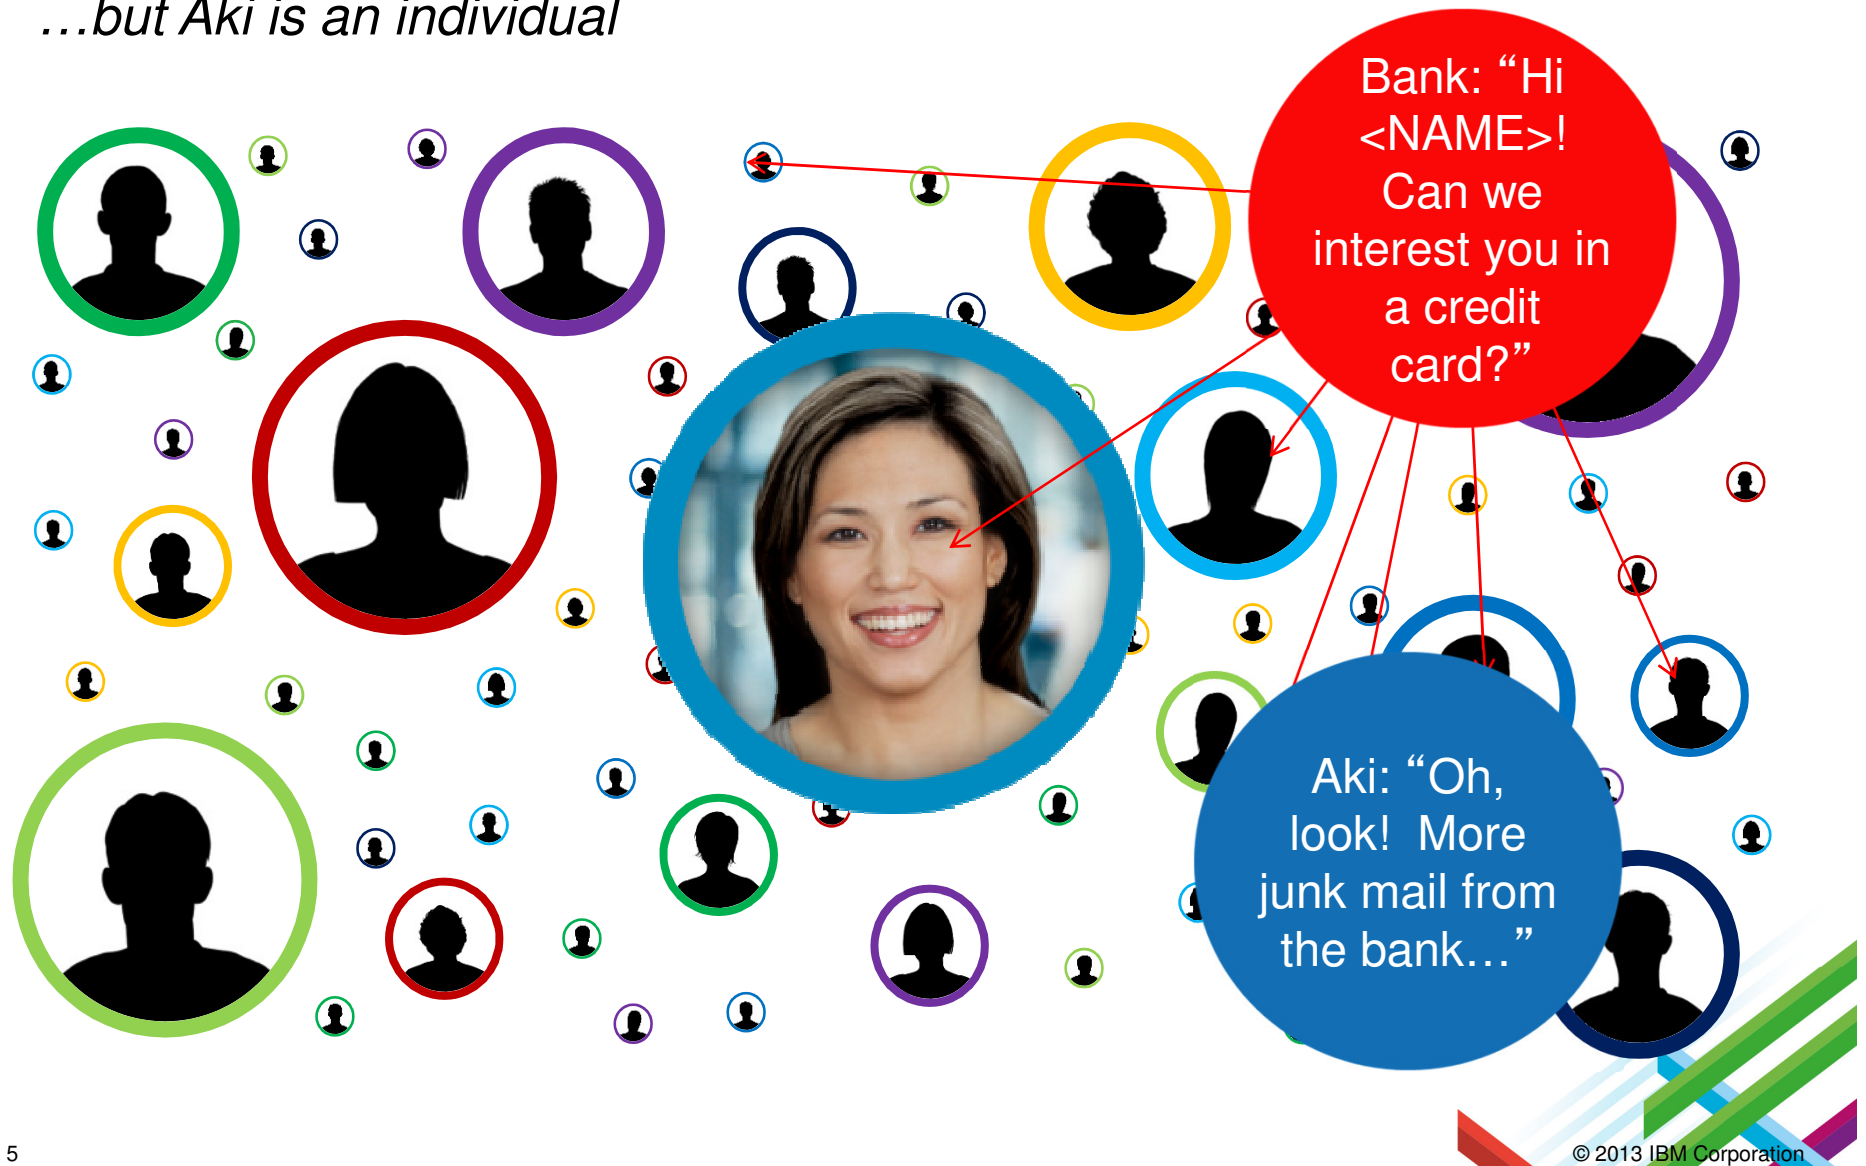 …but Aki is an individual
Bank: “Hi
<NAME>!
Can we
interest you in
a credit
card?”
Aki: “Oh,
look!  More
junk mail from
the bank…”
5
© 2013 IBM Corporation